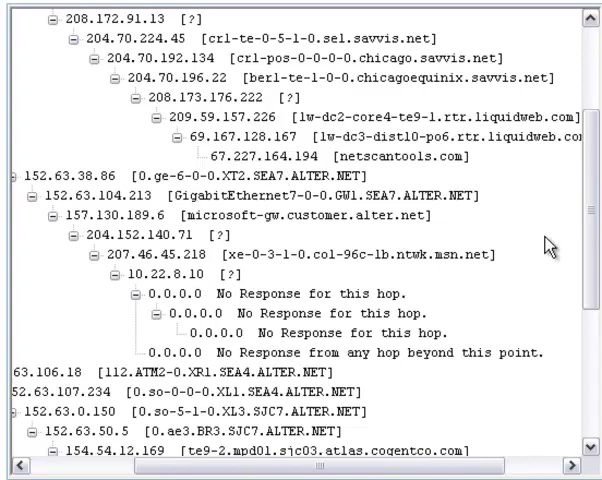 208.172.91.13 [?]
204.70.224.45 [cr1-te-0-5-1-0.sel.savvis.net]
204.70.192.134 [cr1-pos-0-0-0-0.chicago.savvis.net]
204.70.196.22 [ber1-te-1-0-0.chicagoequinix.savvis.net]
208.173.176.222 [?]
209.59.157.226 [lw-dc2-core4-te9-1.rtr.liquidweb.com]
69.167.128.167 [lw-dc3-dist10-po6.rtr.liquidweb.co
67.227.164.194 [netscantools.com]
152.63.38.86 [0.ge-6-0-0.XT2.SEA7.ALTER.NET]
152.63.104.213 [GigabitEthernet7-0-0.GW1.SEA7.ALTER.NET]
157.130.189.6 [microsoft-gw.customer.alter.net]
204.152.140.71 [?]
207.46.45.218 [xe-0-3-1-0.co1-96c-1b.ntwk.msn.net]
10.22.8.10 [?]
0.0.0.0 No Response for this hop.
0.0.0.0 No Response for this hop.
0.0.0.0 No Response for this hop.
0.0.0.0 No Response from any hop beyond this point.
63.106.18 [112.ATM2-0.XR1.SEA4.ALTER.NET]
52.63.107.234 [0.so-0-0-0.XL1.SEA4.ALTER.NET]
152.63.0.150 [0.so-5-1-0.XL3.SJC7.ALTER.NET]
152.63.50.5 [0.ae3.BR3.SJC7.ALTER.NET]
154.54.12.169 [te9-2.mpd01.sjc03.atlas.cogentco.com]